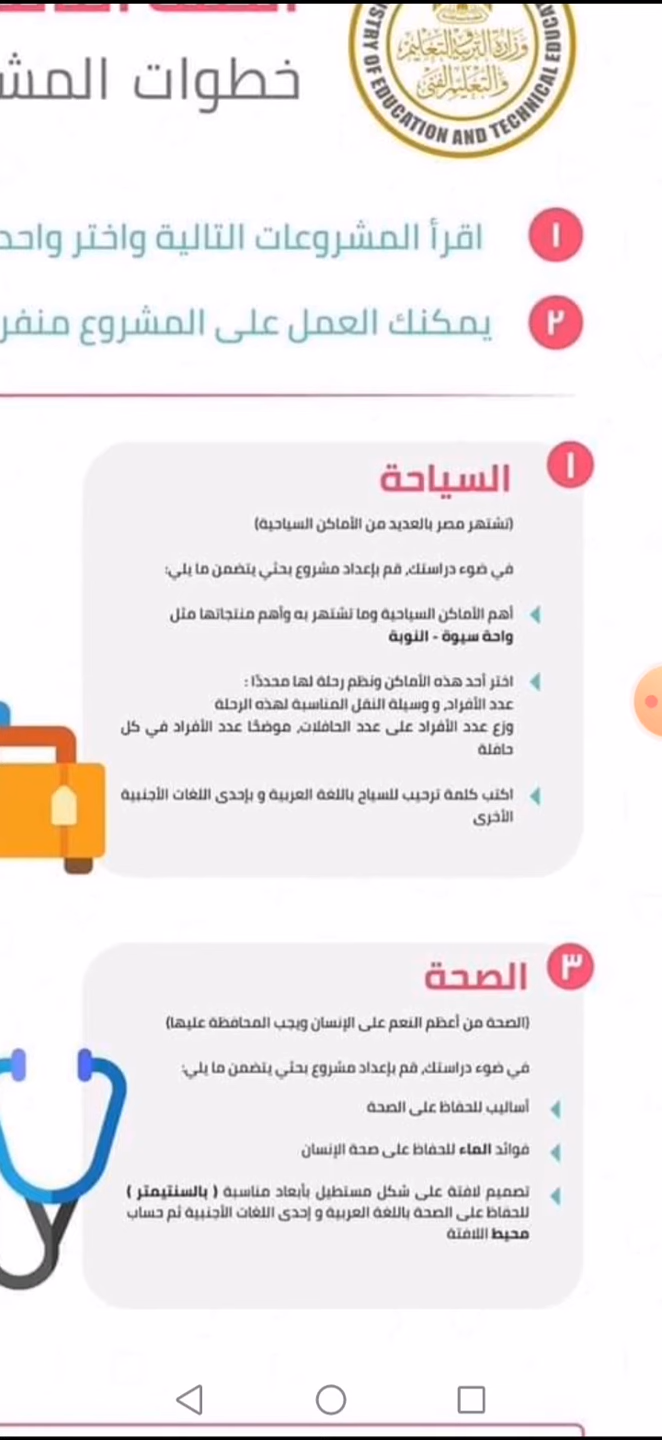 خطوات
وزارة التربية والتعليم
والتعليم الفني
MINISTRY OF EDUCATION AND TECHNICAL EDUCATION
١
اقرأ المشروعات التالية واختر
٢
يمكنك العمل على المشروع
١
السياحة
(تشتهر مصر بالعديد من الأماكن السياحية)
في ضوء دراستك, قم بإعداد مشروع بحثي يتضمن ما يلي:
أهم الأماكن السياحية وما تشتهر به وأهم منتجاتها مثل
واحة سيوة - النوبة
اختر أحد هذه الأماكن ونظم رحلة لها محددًا :
عدد الأفراد, و وسيلة النقل المناسبة لهذه الرحلة
وزع عدد الأفراد على عدد الحافلات, موضحًا عدد الأفراد في كل
حافلة
اكتب كلمة ترحيب للسياح باللغة العربية و بإحدى اللغات الأجنبية
الأخرى
٣
الصحة
(الصحة من أعظم النعم على الإنسان ويجب المحافظة عليها)
في ضوء دراستك, قم بإعداد مشروع بحثي يتضمن ما يلي:
أساليب للحفاظ على الصحة
فوائد الماء للحفاظ على صحة الإنسان
تصميم لافتة على شكل مستطيل بأبعاد مناسبة ( بالسنتيمتر )
للحفاظ على الصحة باللغة العربية و إحدى اللغات الأجنبية ثم حساب
محيط اللافتة